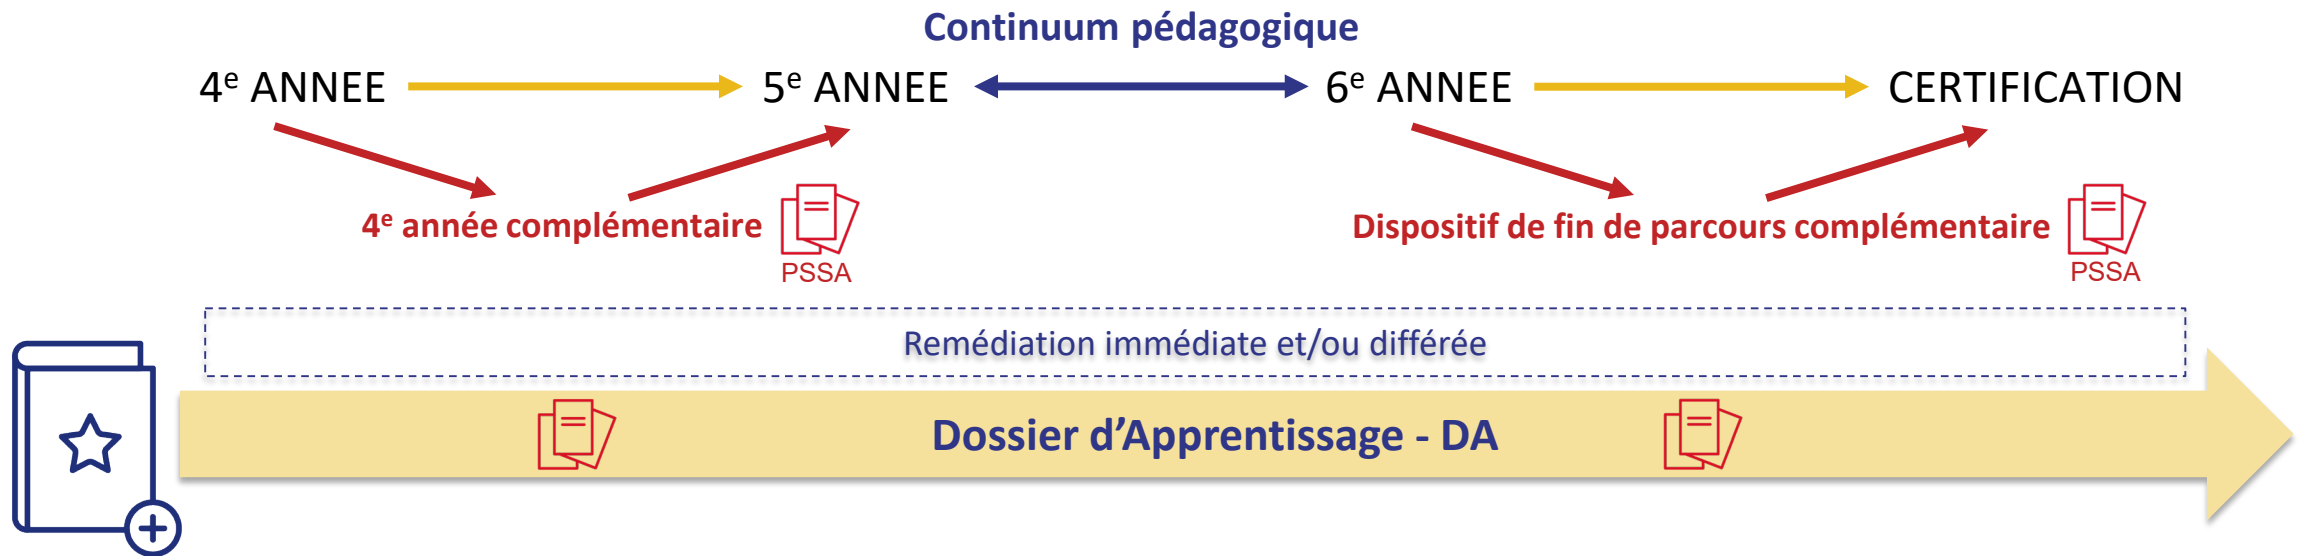 Continuum pédagogique
4e ANNEE
5e ANNEE
6e ANNEE
CERTIFICATION
4e année complémentaire
PSSA
Dispositif de fin de parcours complémentaire
PSSA
Remédiation immédiate et/ou différée
Dossier d’Apprentissage - DA